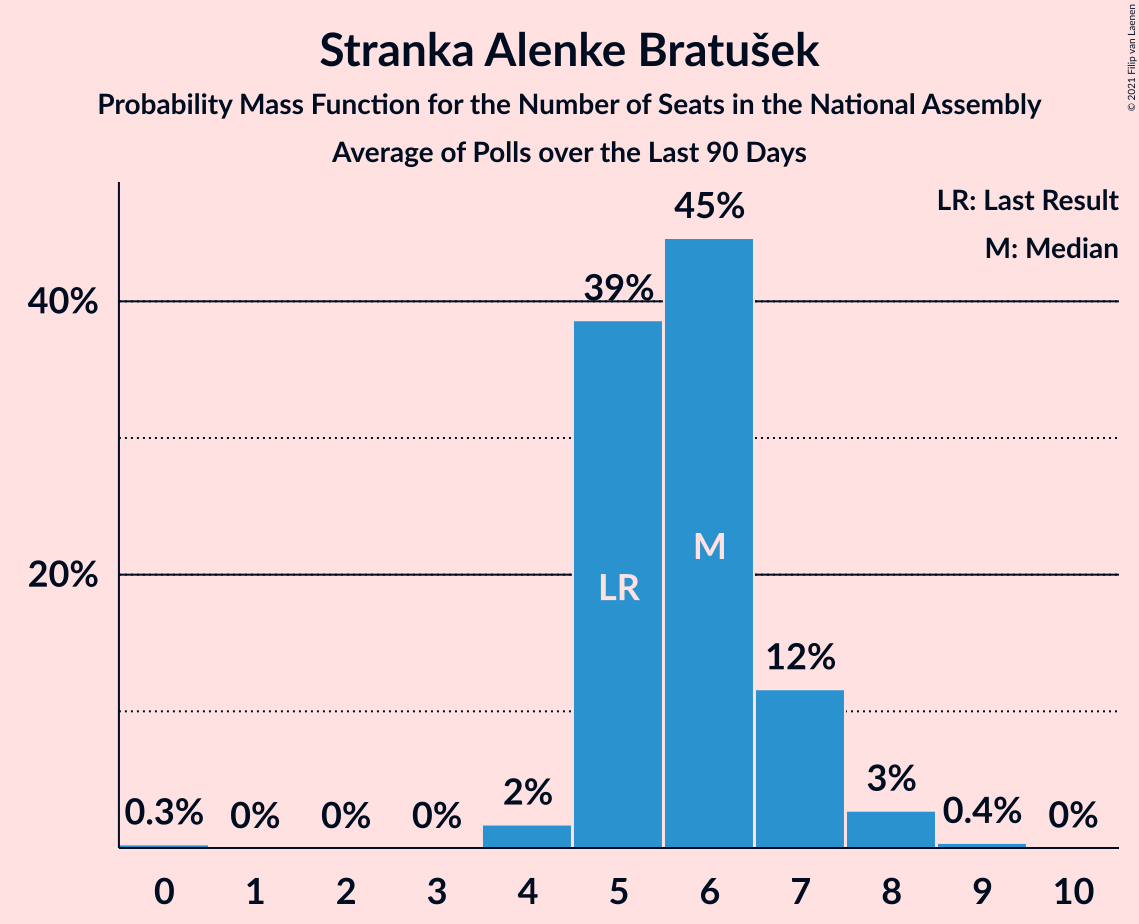 Stranka Alenke Bratušek
Probability Mass Function for the Number of Seats in the National Assembly
Average of Polls over the Last 90 Days
© 2021 Filip van Laenen
LR: Last Result
M: Median
45%
39%
40%
M
20%
LR
12%
2%
3%
0.3% 0% 0% 0% 0.4% 0%
0 1 2 3 4 5 6 7 8 9 10